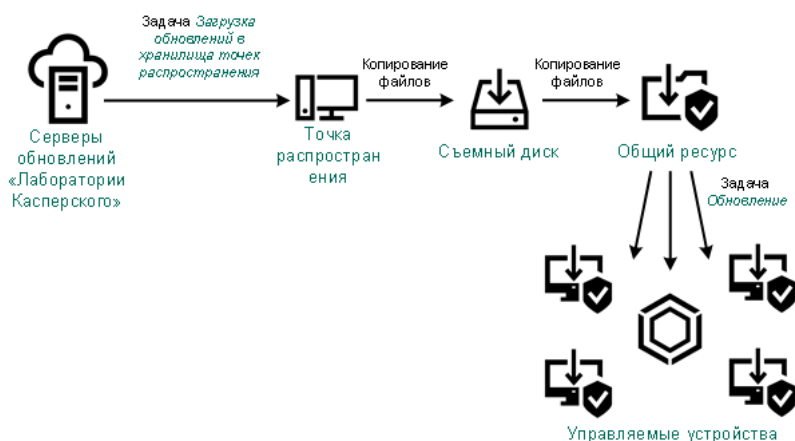 Задача Загрузка
обновлений в
хранилища точек
распространения
Копирование
файлов
Копирование
файлов
Серверы
обновлений
«Лаборатории
Касперского»
Точка
распростран
ения
Съемный диск
Общий ресурс
Задача
Обновление
Управляемые устройства